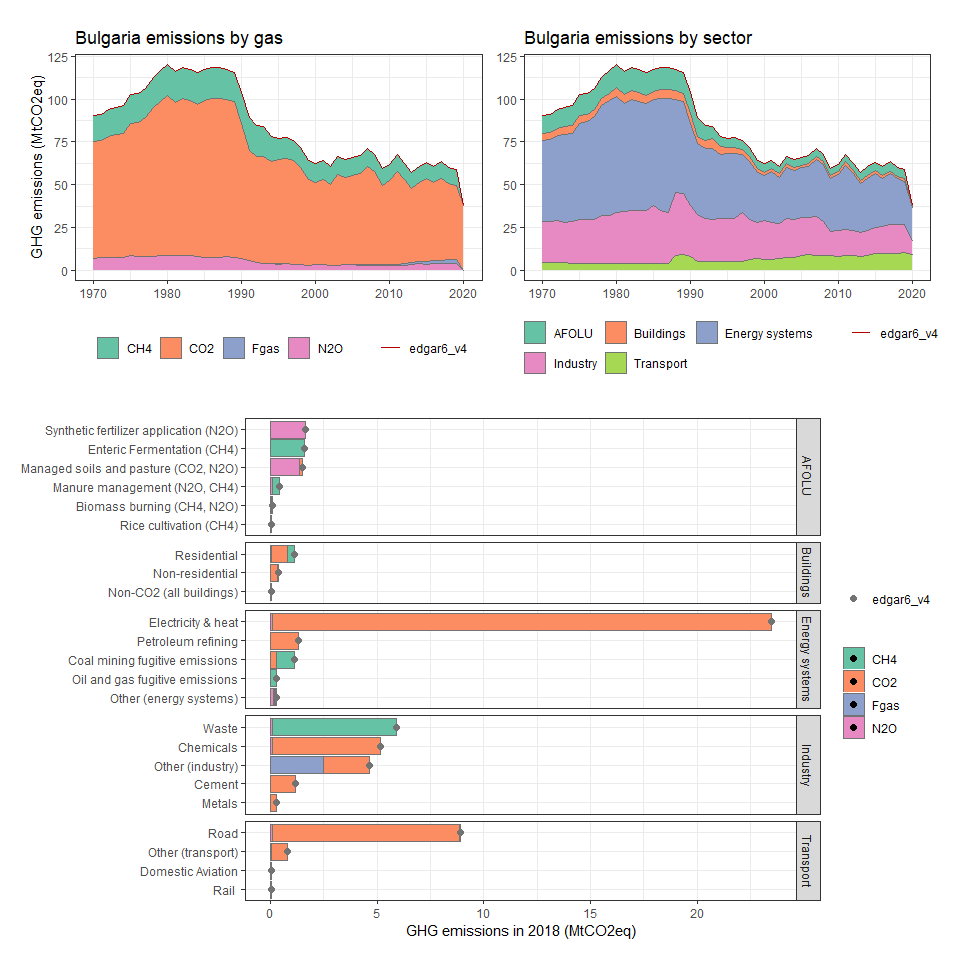 Bulgaria emissions by gas
GHG emissions (MtCO2eq)
125
100
75
50
25
0
1970 1980 1990 2000 2010 2020
CH4 CO2 Fgas N2O edgar6_v4
Bulgaria emissions by sector
125
100
75
50
25
0
1970 1980 1990 2000 2010 2020
AFOLU Buildings Energy systems edgar6_v4
Industry Transport
Synthetic fertilizer application (N2O)
Enteric Fermentation (CH4)
Managed soils and pasture (CO2, N2O)
Manure management (N2O, CH4)
Biomass burning (CH4, N2O)
Rice cultivation (CH4)
AFOLU
Residential
Non-residential
Non-CO2 (all buildings)
Buildings
Electricity & heat
Petroleum refining
Coal mining fugitive emissions
Oil and gas fugitive emissions
Other (energy systems)
Energy systems
Waste
Chemicals
Other (industry)
Cement
Metals
Industry
Road
Other (transport)
Domestic Aviation
Rail
Transport
0 5 10 15 20
GHG emissions in 2018 (MtCO2eq)
edgar6_v4
CH4
CO2
Fgas
N2O